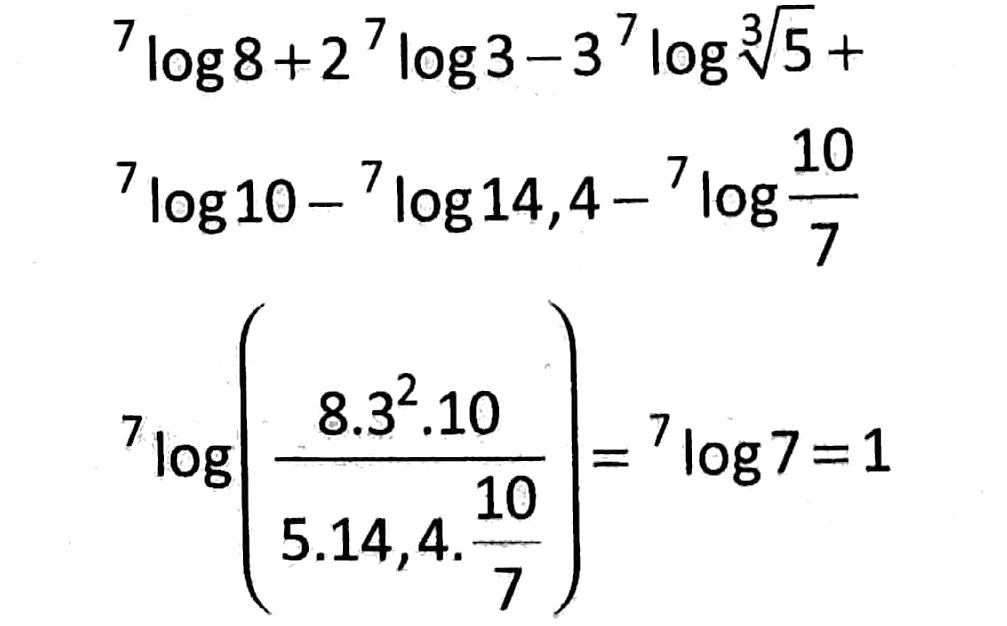 ⁷log 8 + 2 ⁷log 3 − 3 ⁷log ∛5 +
⁷log 10 − ⁷log 14,4 − ⁷log 10/7
⁷log (8.3².10 / 5.14,4.10/7) = ⁷log 7 = 1